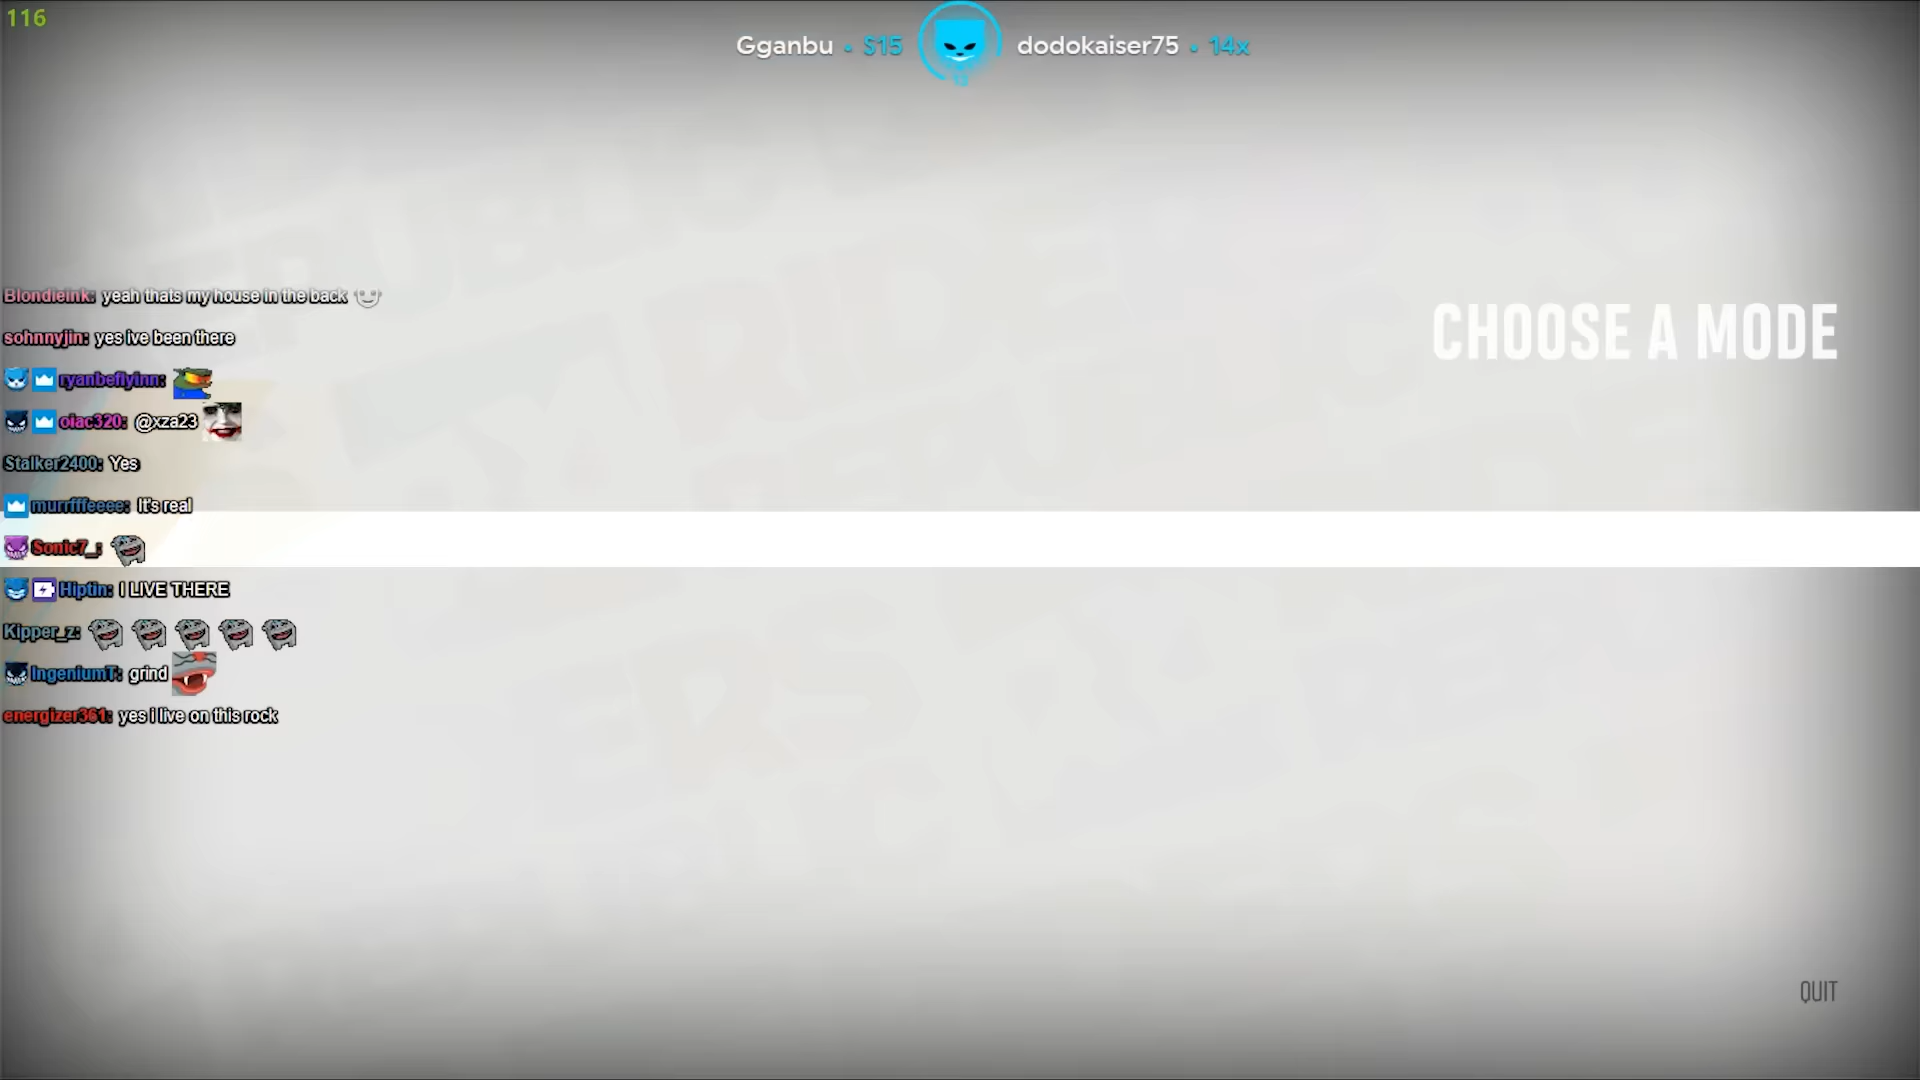 116
Gganbu • $15 dodokaiser75 • 14x
Blondieink: yeah thats my house in the back
sohnnyjin: yes ive been there
CHOOSE A MODE
ryanbeflyinn:
oiac320: @xza23
Stalker2400: Yes
murrfffeeee: It's real
Sonic7_:
Hiptin: I LIVE THERE
Kipper_z:
IngeniumT: grind
energizer361: yes i live on this rock
QUIT